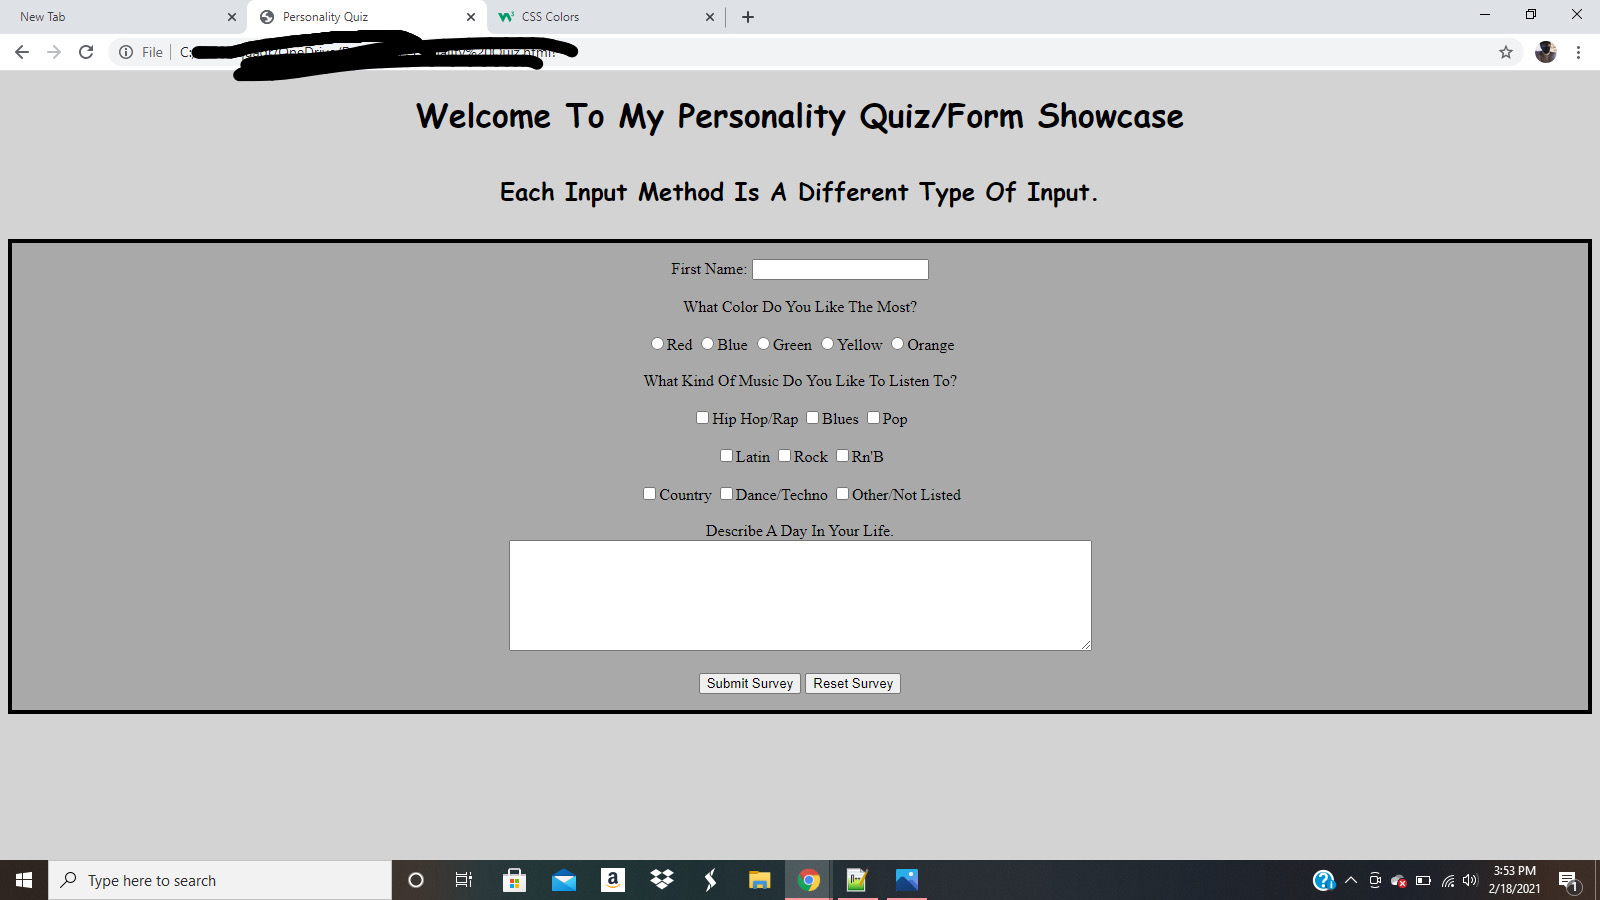 New Tab
Personality Quiz
CSS Colors
File
C:
Welcome To My Personality Quiz/Form Showcase
Each Input Method Is A Different Type Of Input.
First Name:
What Color Do You Like The Most?
Red Blue Green Yellow Orange
What Kind Of Music Do You Like To Listen To?
Hip Hop/Rap Blues Pop
Latin Rock Rn'B
Country Dance/Techno Other/Not Listed
Describe A Day In Your Life.
Submit Survey Reset Survey
Type here to search
3:53 PM
2/18/2021
1